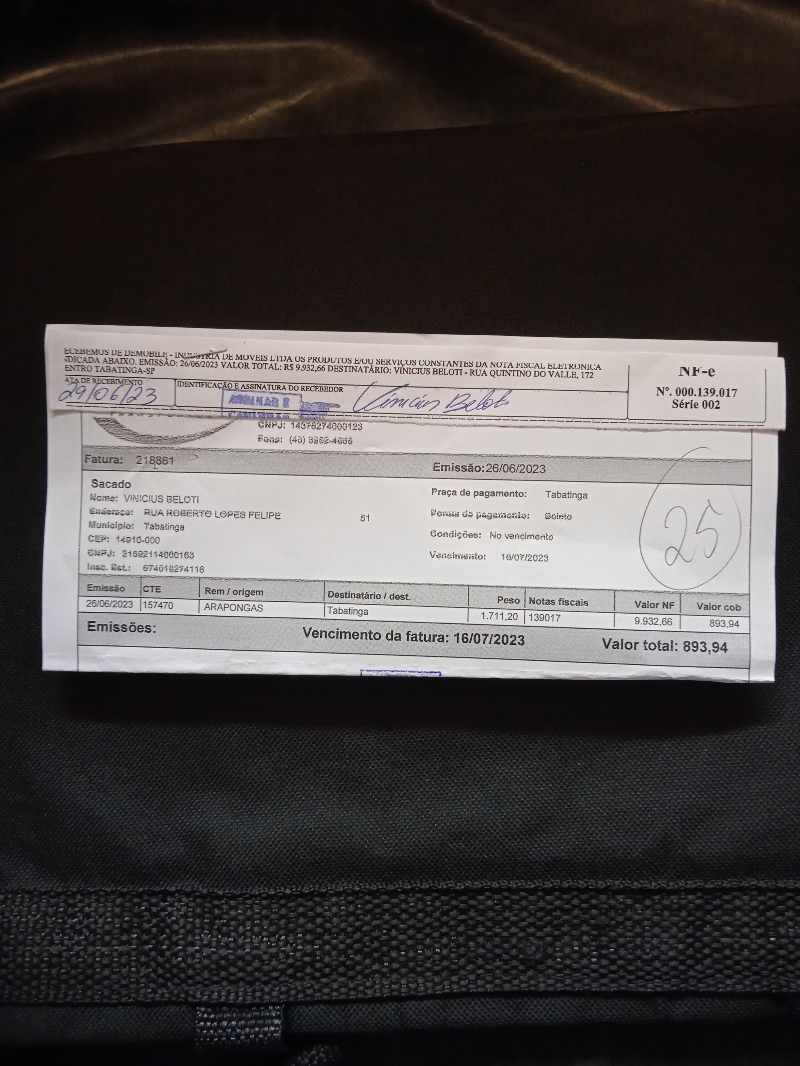 ECEBEMOS DE DEMOBILE - INDUSTRIA DE MOVEIS LTDA OS PRODUTOS E/OU SERVIÇOS CONSTANTES DA NOTA FISCAL ELETRONICA
NDICADA ABAIXO. EMISSÃO: 26/06/2023 VALOR TOTAL: R$ 9.932,66 DESTINATÁRIO: VINICIUS BELOTI - RUA QUINTINO DO VALLE, 172
ENTRO TABATINGA-SP
NF-e
Nº. 000.139.017
Série 002
ATA DE RECEBIMENTO
IDENTIFICAÇÃO E ASSINATURA DO RECEBEDOR
29/06/23
ASSINAR E
Vinicius Beloti
CNPJ: 14378274000123
Fone: (43) 3252-4686
Fatura: 218861
Emissão:26/06/2023
25
Sacado
Nome: VINICIUS BELOTI
Endereço: RUA ROBERTO LOPES FELIPE 51
Município: Tabatinga
CEP: 14910-000
CNPJ: 21692114000163
Insc. Est.: 674018274116
Praça de pagamento: Tabatinga
Forma de pagamento: Boleto
Condições: No vencimento
Vencimento: 16/07/2023
Emissão CTE Rem / origem Destinatário / dest. Peso Notas fiscais Valor NF Valor cob
26/06/2023 157470 ARAPONGAS Tabatinga 1.711,20 139017 9.932,66 893,94
Emissões: Vencimento da fatura: 16/07/2023 Valor total: 893,94